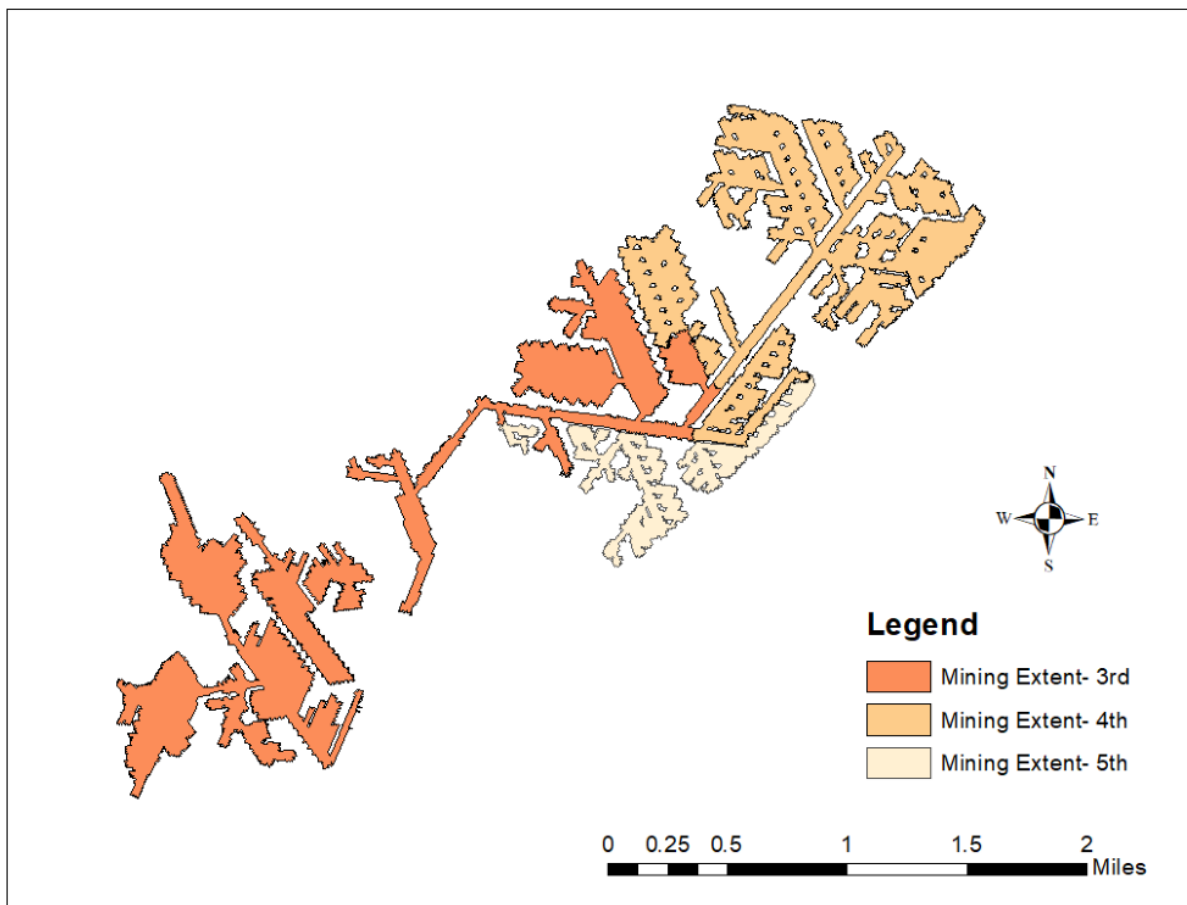 N
W E
S
Legend
Mining Extent- 3rd
Mining Extent- 4th
Mining Extent- 5th
0 0.25 0.5 1 1.5 2
Miles